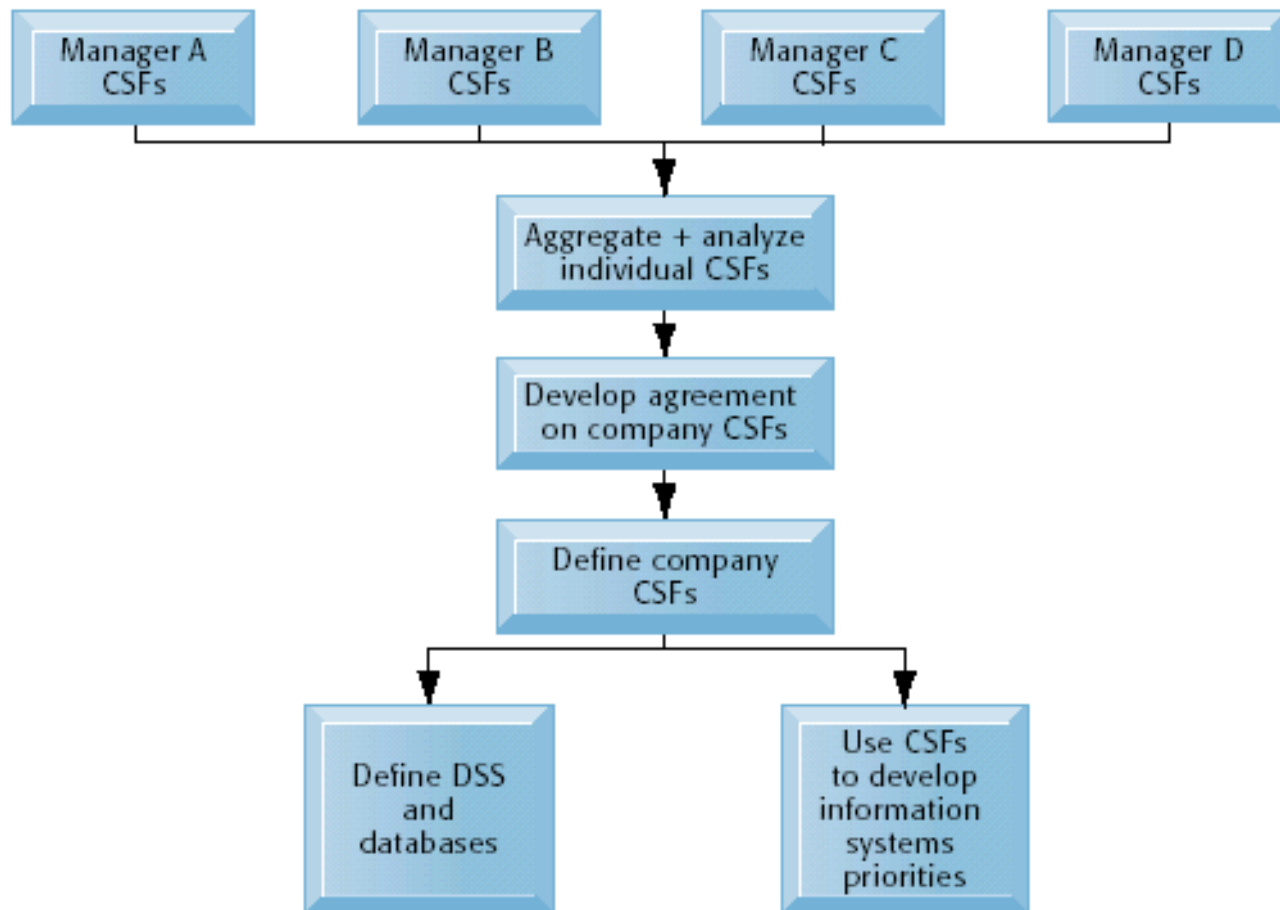 Manager A
CSFs
Manager B
CSFs
Manager C
CSFs
Manager D
CSFs
Aggregate + analyze
individual CSFs
Develop agreement
on company CSFs
Define company
CSFs
Define DSS
and
databases
Use CSFs
to develop
information
systems
priorities